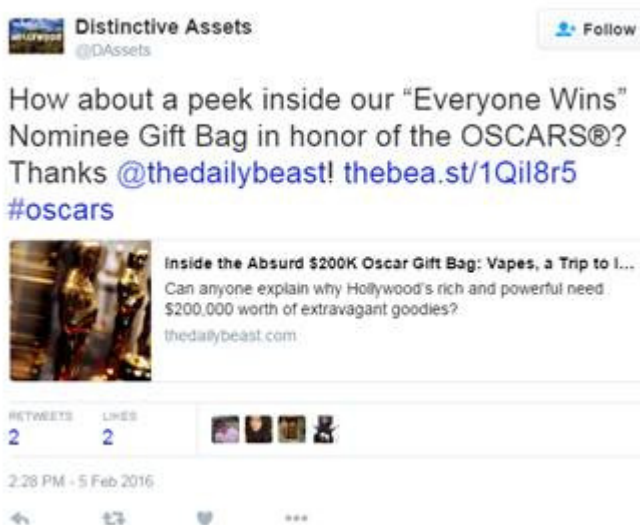 Distinctive Assets
@DAssets
Follow
How about a peek inside our “Everyone Wins”
Nominee Gift Bag in honor of the OSCARS®?
Thanks @thedailybeast! thebea.st/1Qil8r5
#oscars
Inside the Absurd $200K Oscar Gift Bag: Vapes, a Trip to I...
Can anyone explain why Hollywood's rich and powerful need
$200,000 worth of extravagant goodies?
thedailybeast.com
RETWEETS LIKES
2 2
2:28 PM - 5 Feb 2016